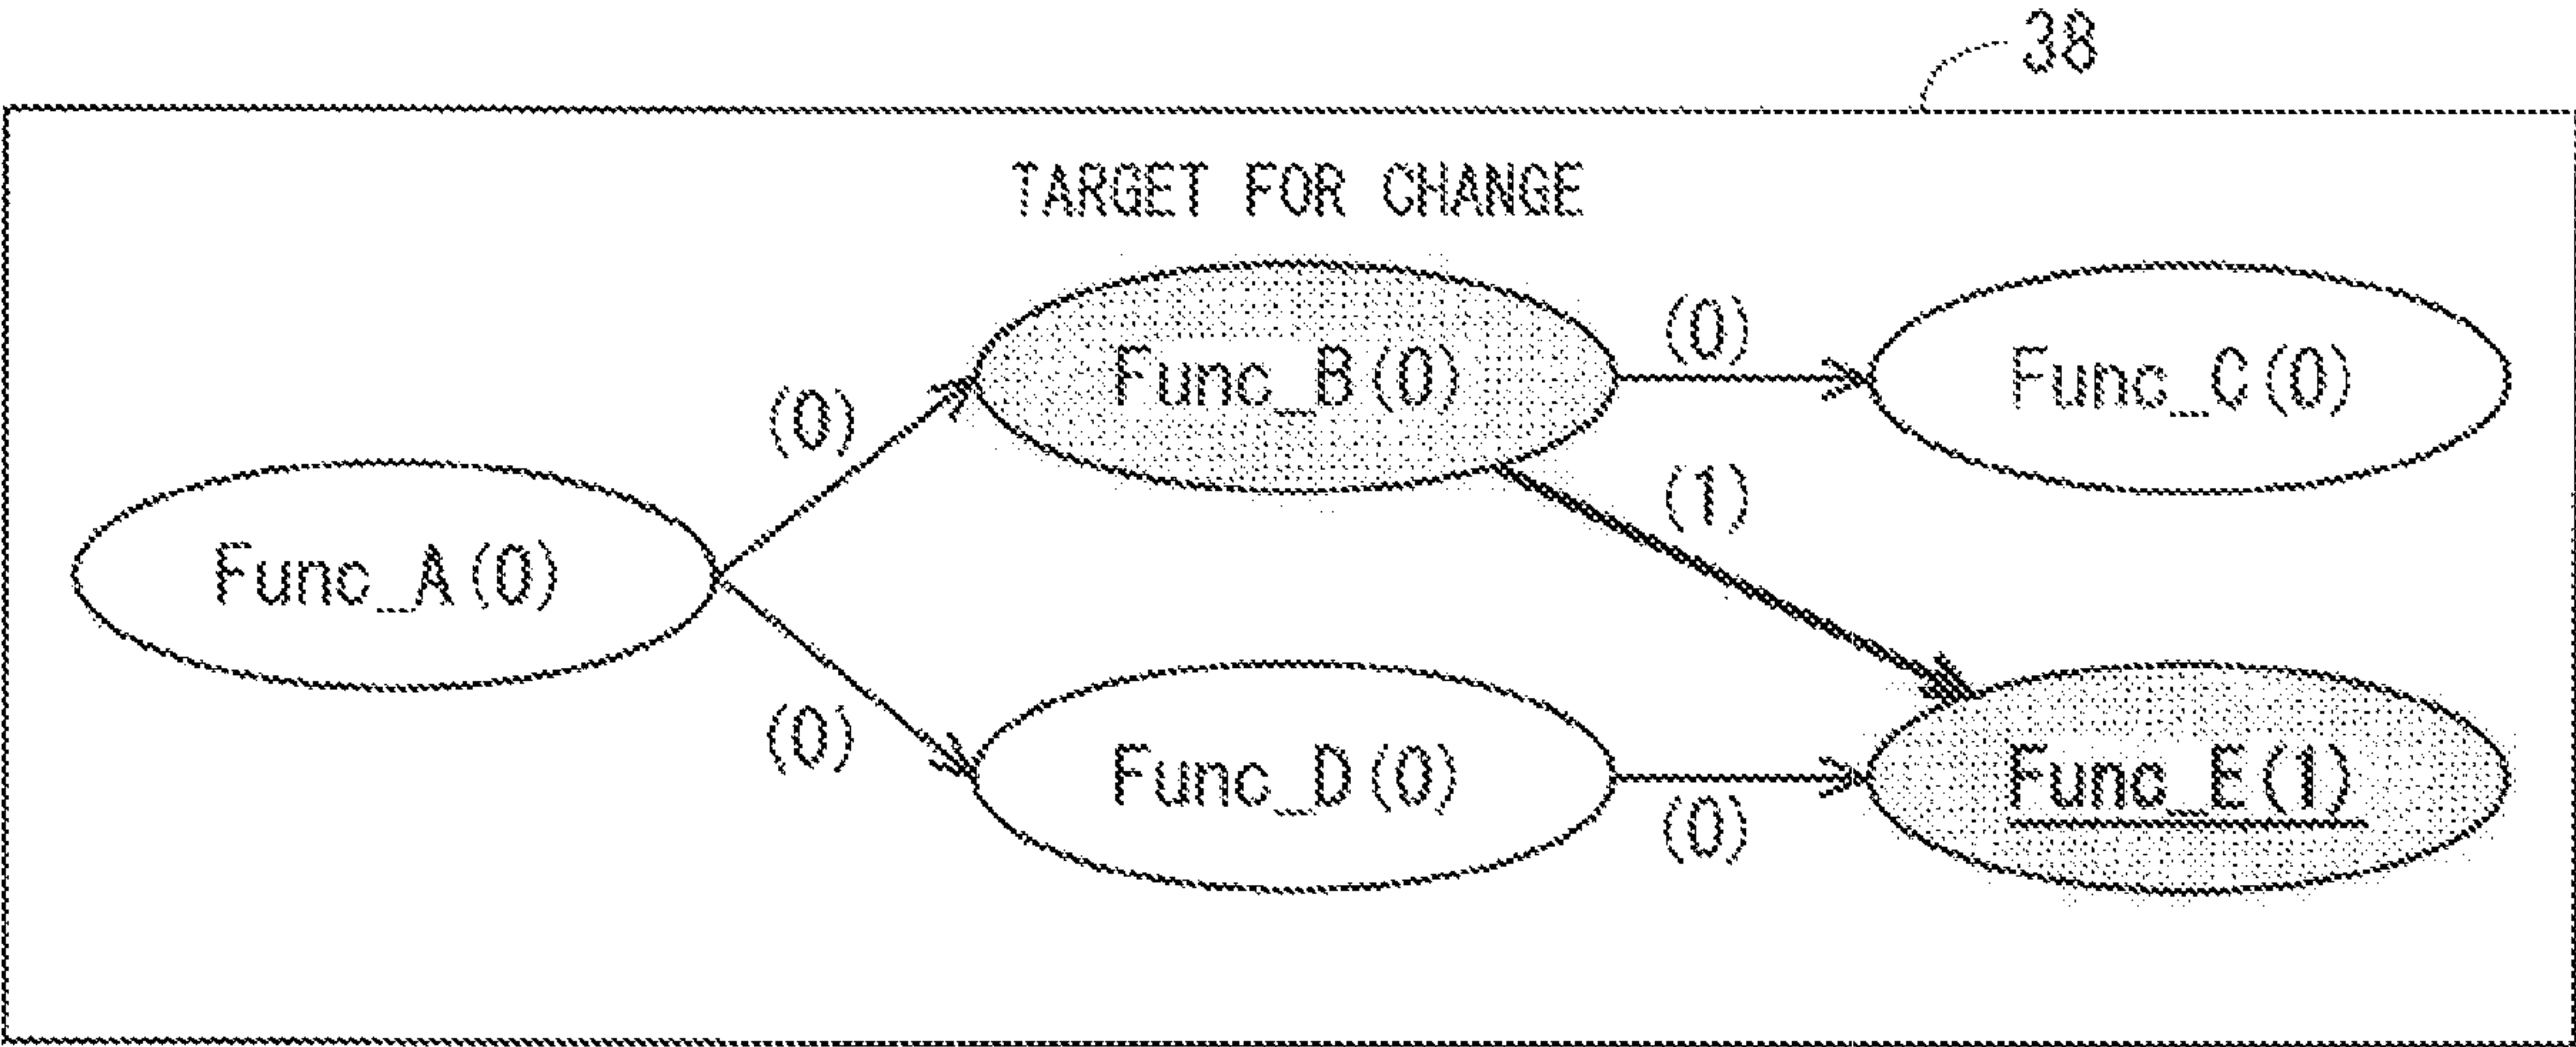 38
TARGET FOR CHANGE
(0)
Func_B(0)
(0)
Func_C(0)
Func_A(0)
(1)
(0)
Func_D(0)
(0)
Func_E(1)